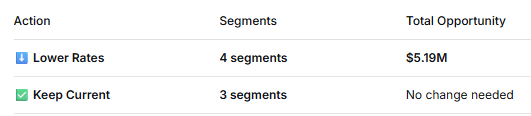 Action Segments Total Opportunity
⬇️ Lower Rates 4 segments $5.19M
✅ Keep Current 3 segments No change needed